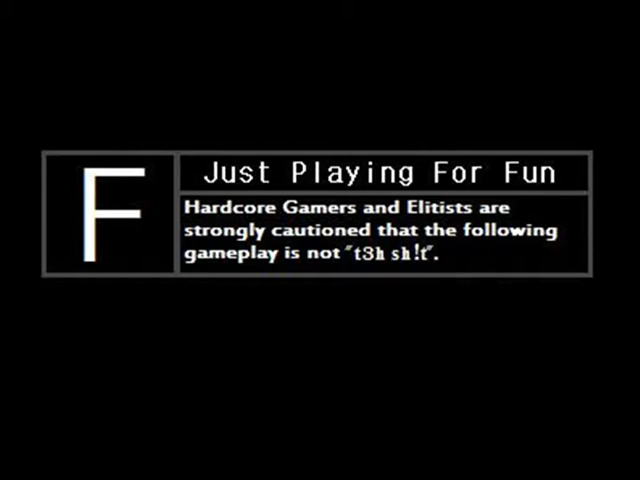 F
Just Playing For Fun
Hardcore Gamers and Elitists are
strongly cautioned that the following
gameplay is not "t3h sh!t".